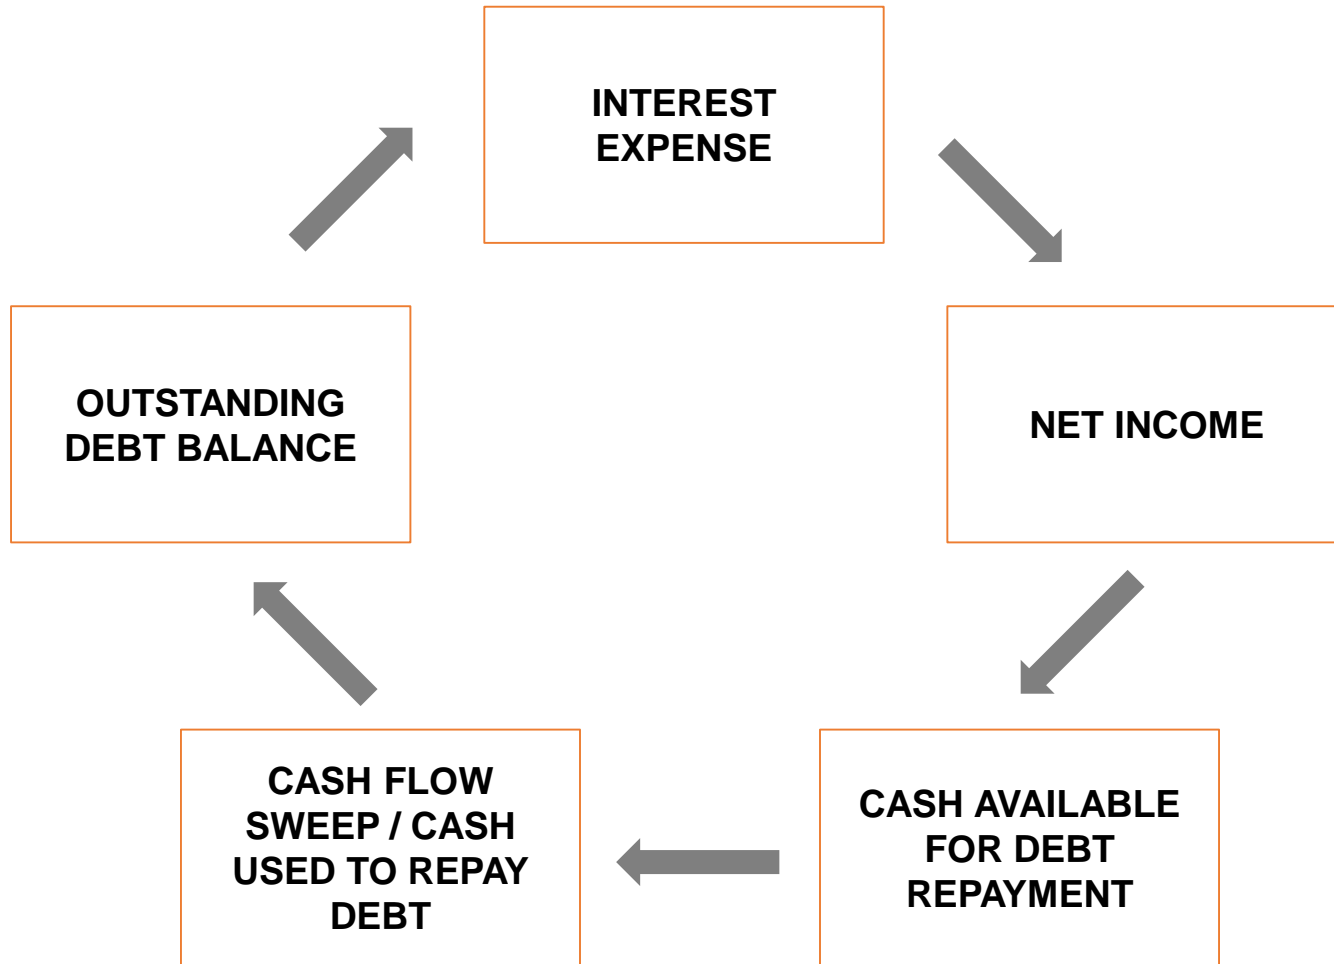 INTEREST
EXPENSE
OUTSTANDING
DEBT BALANCE
NET INCOME
CASH FLOW
SWEEP / CASH
USED TO REPAY
DEBT
CASH AVAILABLE
FOR DEBT
REPAYMENT